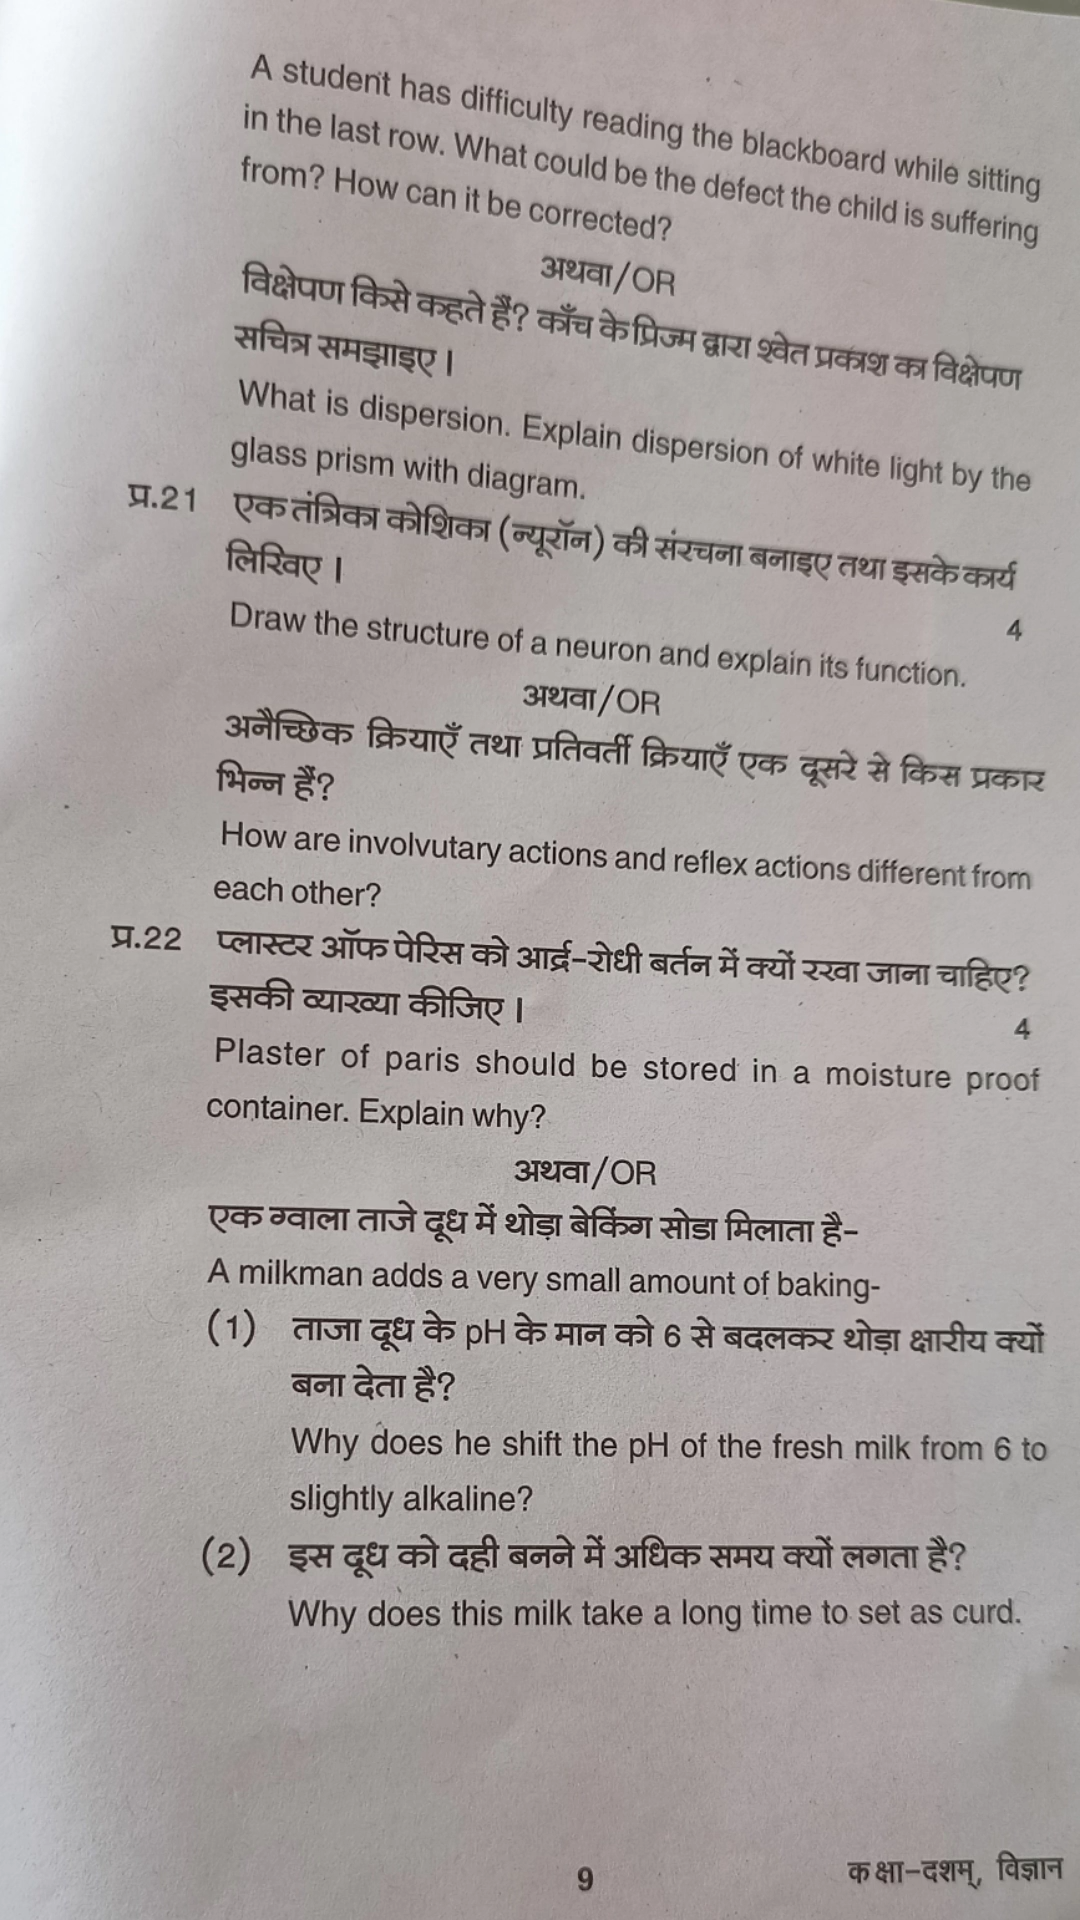 A student has difficulty reading the blackboard while sitting
in the last row. What could be the defect the child is suffering
from? How can it be corrected?
अथवा/OR
विक्षेपण किसे कहते हैं? काँच के प्रिज्म द्वारा श्वेत प्रकाश का विक्षेपण
सचित्र समझाइए।
What is dispersion. Explain dispersion of white light by the
glass prism with diagram.
प्र.21 एक तंत्रिका कोशिका (न्यूरॉन) की संरचना बनाइए तथा इसके कार्य
लिखिए। 4
Draw the structure of a neuron and explain its function.
अथवा/OR
अनैच्छिक क्रियाएँ तथा प्रतिवर्ती क्रियाएँ एक दूसरे से किस प्रकार
भिन्न हैं?
How are involvutary actions and reflex actions different from
each other?
प्र.22 प्लास्टर ऑफ पेरिस को आर्द्र-रोधी बर्तन में क्यों रखा जाना चाहिए?
इसकी व्याख्या कीजिए। 4
Plaster of paris should be stored in a moisture proof
container. Explain why?
अथवा/OR
एक ग्वाला ताजे दूध में थोड़ा बेकिंग सोडा मिलाता है-
A milkman adds a very small amount of baking-
(1) ताजा दूध के pH के मान को 6 से बदलकर थोड़ा क्षारीय क्यों
बना देता है?
Why does he shift the pH of the fresh milk from 6 to
slightly alkaline?
(2) इस दूध को दही बनने में अधिक समय क्यों लगता है?
Why does this milk take a long time to set as curd.
9 कक्षा-दशम्, विज्ञान